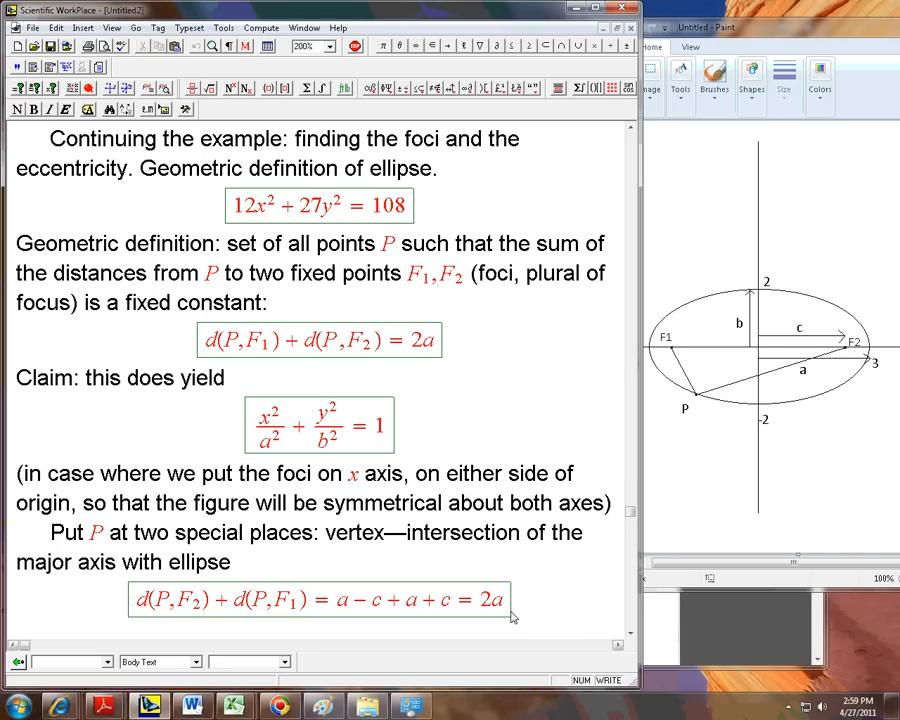 Scientific WorkPlace - [Untitled2]
File Edit Insert View Go Tag Typeset Tools Compute Window Help
200%
N B I E
Continuing the example: finding the foci and the
eccentricity. Geometric definition of ellipse.
12x² + 27y² = 108
Geometric definition: set of all points P such that the sum of
the distances from P to two fixed points F₁,F₂ (foci, plural of
focus) is a fixed constant:
d(P,F₁) + d(P,F₂) = 2a
Claim: this does yield
x²/a² + y²/b² = 1
(in case where we put the foci on x axis, on either side of
origin, so that the figure will be symmetrical about both axes)
Put P at two special places: vertex—intersection of the
major axis with ellipse
d(P,F₂) + d(P,F₁) = a − c + a + c = 2a
Body Text
NUM WRITE
Untitled - Paint
Home View
Image Tools Brushes Shapes Size Colors
2
b
c
F1
F2
3
a
P
-2
100%
2:59 PM
4/27/2011